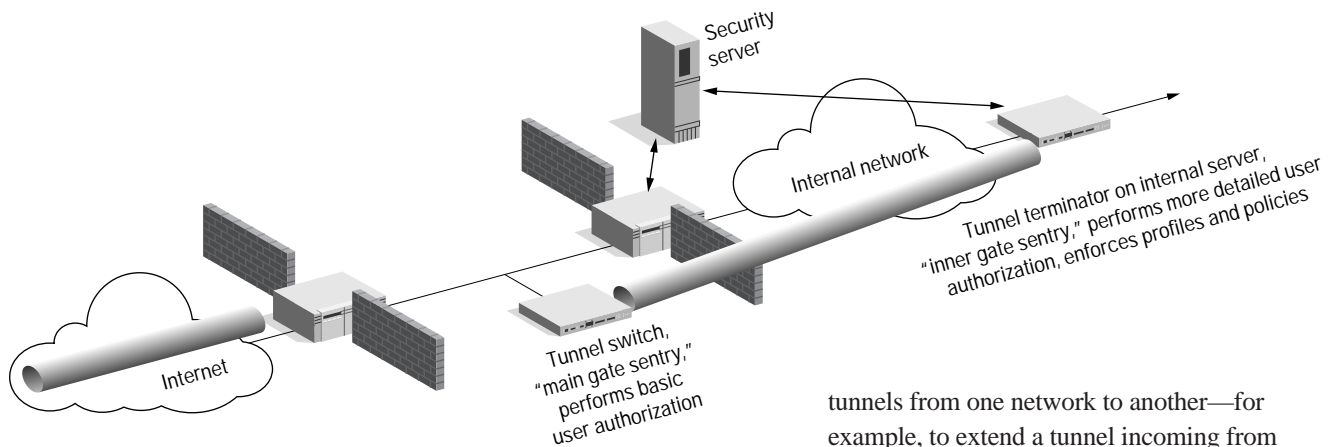 Security
server
Internal network
Tunnel terminator on internal server,
“inner gate sentry,” performs more detailed user
authorization, enforces profiles and policies
Internet
Tunnel switch,
“main gate sentry,”
performs basic
user authorization
tunnels from one network to another—for
example, to extend a tunnel incoming from